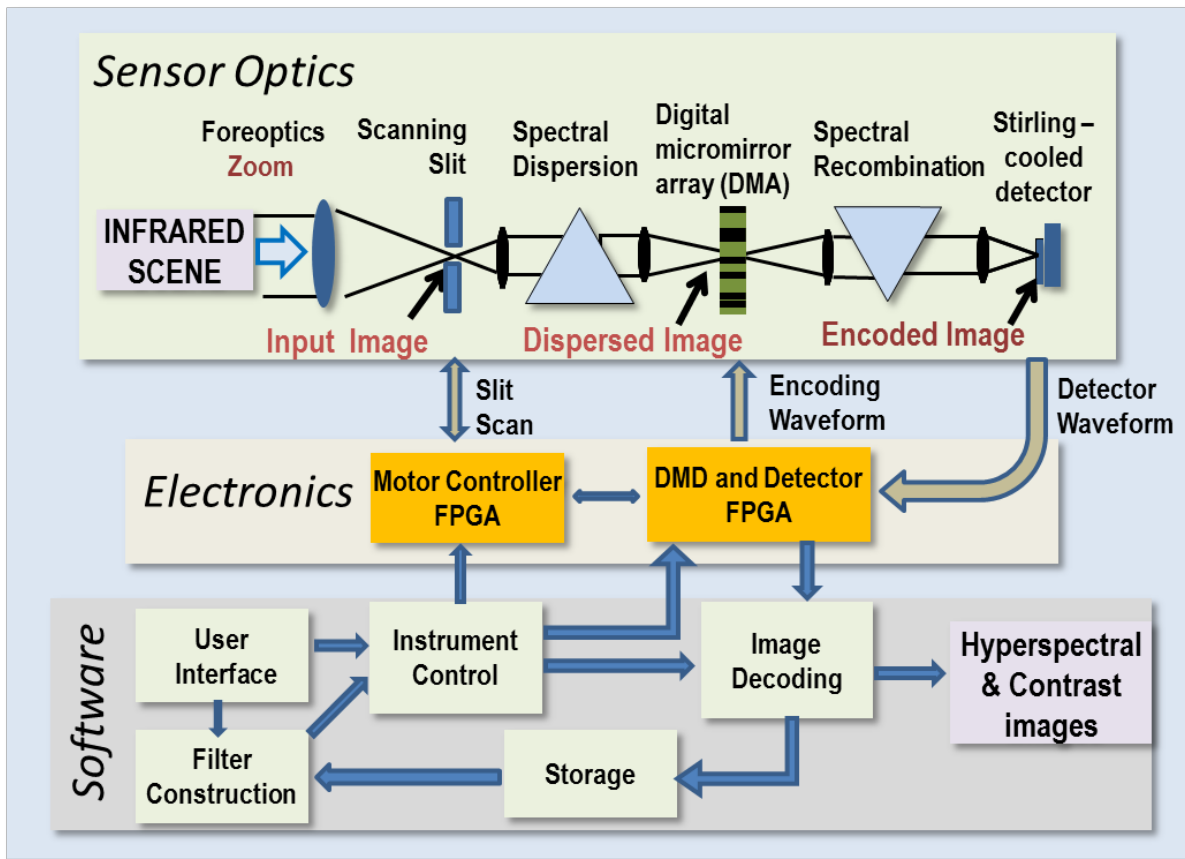 Sensor Optics
Foreoptics
Zoom
Scanning
Slit
Spectral
Dispersion
Digital
micromirror
array (DMA)
Spectral
Recombination
Stirling –
cooled
detector
INFRARED
SCENE
Input Image
Dispersed Image
Encoded Image
Slit
Scan
Encoding
Waveform
Detector
Waveform
Electronics
Motor Controller
FPGA
DMD and Detector
FPGA
Software
User
Interface
Instrument
Control
Image
Decoding
Hyperspectral
& Contrast
images
Filter
Construction
Storage